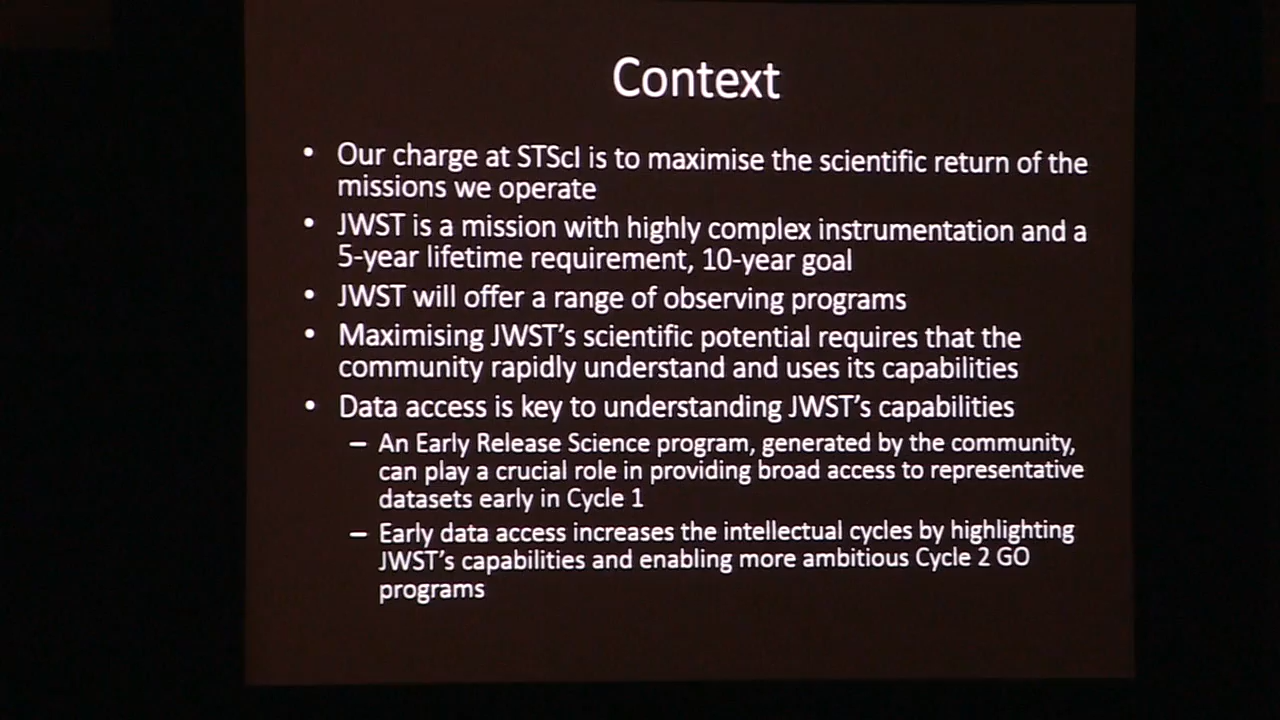 Context
• Our charge at STScI is to maximise the scientific return of the
missions we operate
• JWST is a mission with highly complex instrumentation and a
5-year lifetime requirement, 10-year goal
• JWST will offer a range of observing programs
• Maximising JWST's scientific potential requires that the
community rapidly understand and uses its capabilities
• Data access is key to understanding JWST's capabilities
– An Early Release Science program, generated by the community,
can play a crucial role in providing broad access to representative
datasets early in Cycle 1
– Early data access increases the intellectual cycles by highlighting
JWST's capabilities and enabling more ambitious Cycle 2 GO
programs